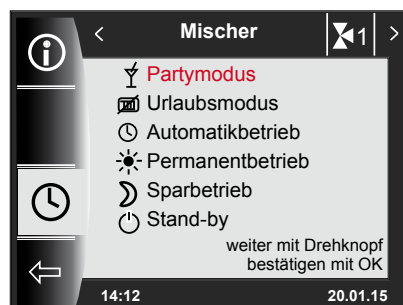 < Mischer 1 >
Partymodus
Urlaubsmodus
Automatikbetrieb
Permanentbetrieb
Sparbetrieb
Stand-by
weiter mit Drehknopf
bestätigen mit OK
14:12 20.01.15